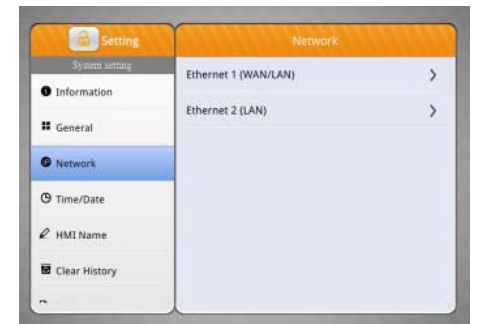 Setting
System setting
Information
General
Network
Time/Date
HMI Name
Clear History
Network
Ethernet 1 (WAN/LAN)
Ethernet 2 (LAN)